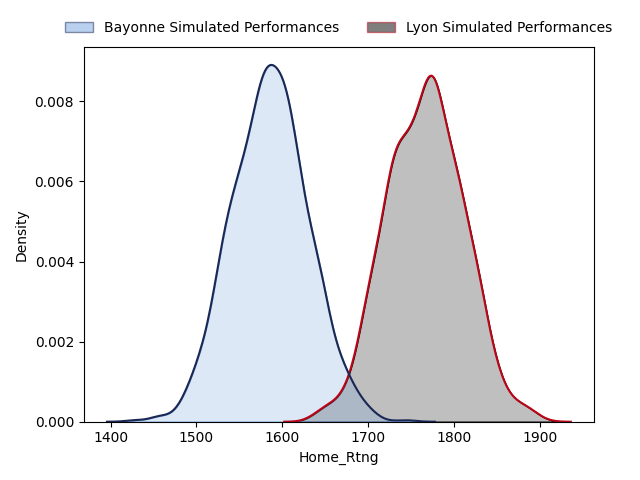 Bayonne Simulated Performances Lyon Simulated Performances
0.008
0.006
0.004
0.002
0.000
Density
1400 1500 1600 1700 1800 1900
Home_Rtng